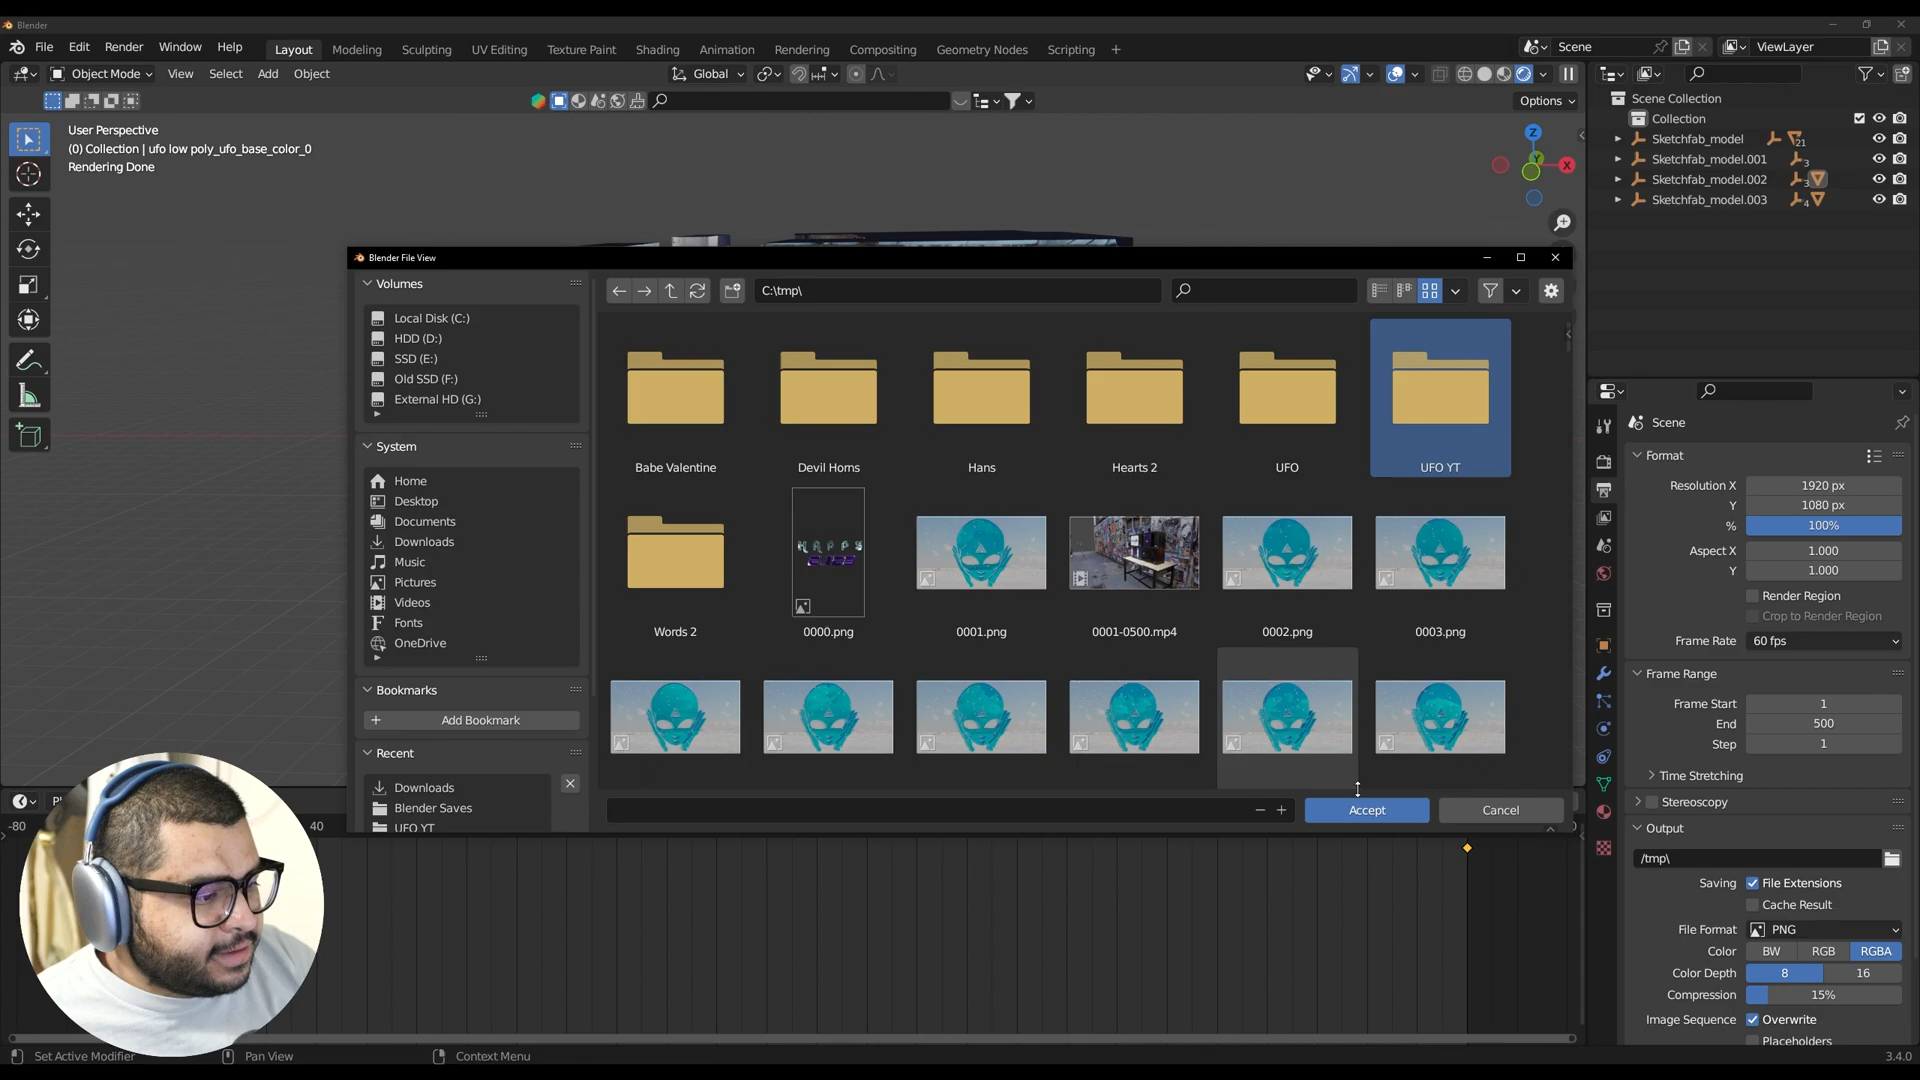 Blender
File Edit Render Window Help Layout Modeling Sculpting UV Editing Texture Paint Shading Animation Rendering Compositing Geometry Nodes Scripting + Scene ViewLayer
Object Mode View Select Add Object Global
Options
User Perspective
(0) Collection | ufo low poly_ufo_base_color_0
Rendering Done
Z
Y
X
Scene Collection
Collection
Sketchfab_model 21
Sketchfab_model.001 3
Sketchfab_model.002 3
Sketchfab_model.003 4
Blender File View
Volumes
Local Disk (C:)
HDD (D:)
SSD (E:)
Old SSD (F:)
External HD (G:)
System
Home
Desktop
Documents
Downloads
Music
Pictures
Videos
Fonts
OneDrive
Bookmarks
+ Add Bookmark
Recent
Downloads
Blender Saves
UFO YT
C:\tmp\
Babe Valentine Devil Horns Hans Hearts 2 UFO UFO YT
Words 2 0000.png 0001.png 0001-0500.mp4 0002.png 0003.png
Accept Cancel
Scene
Format
Resolution X 1920 px
Y 1080 px
% 100%
Aspect X 1.000
Y 1.000
Render Region
Crop to Render Region
Frame Rate 60 fps
Frame Range
Frame Start 1
End 500
Step 1
Time Stretching
Stereoscopy
Output
/tmp\
Saving File Extensions
Cache Result
File Format PNG
Color BW RGB RGBA
Color Depth 8 16
Compression 15%
Image Sequence Overwrite
Placeholders
-80 40
Set Active Modifier Pan View Context Menu 3.4.0